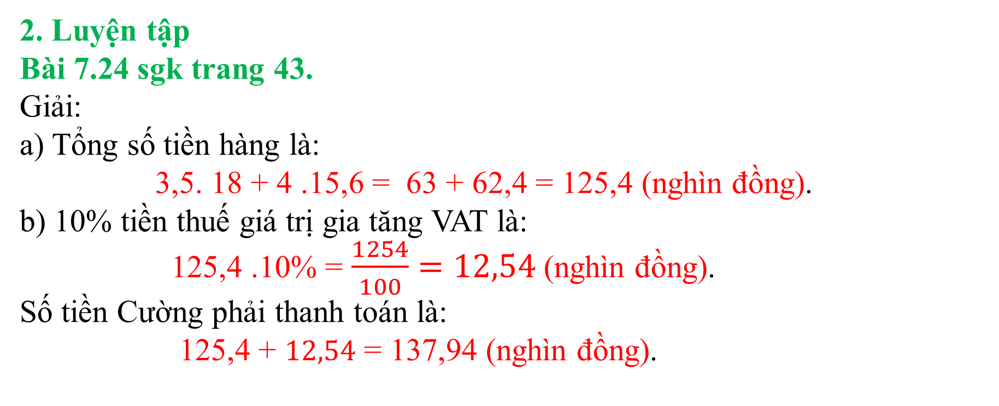 2. Luyện tập
Bài 7.24 sgk trang 43.
Giải:
a) Tổng số tiền hàng là:
3,5. 18 + 4 .15,6 = 63 + 62,4 = 125,4 (nghìn đồng).
b) 10% tiền thuế giá trị gia tăng VAT là:
125,4 .10% = 1254/100 = 12,54 (nghìn đồng).
Số tiền Cường phải thanh toán là:
125,4 + 12,54 = 137,94 (nghìn đồng).